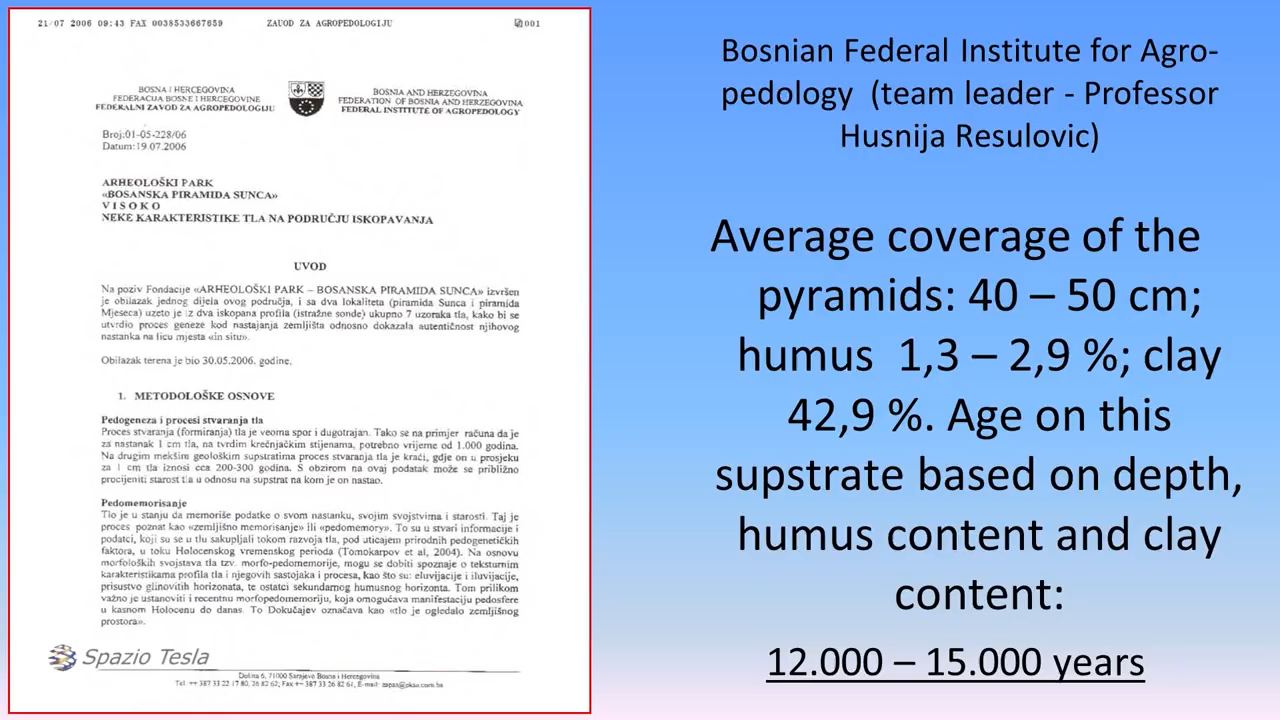 21/07 2006 09:43 FAX 0038533667659 ZAVOD ZA AGROPEDOLOGIJU 001
BOSNA I HERCEGOVINA
FEDERACIJA BOSNE I HERCEGOVINE
FEDERALNI ZAVOD ZA AGROPEDOLOGIJU
BOSNIA AND HERZEGOVINA
FEDERATION OF BOSNIA AND HERZEGOVINA
FEDERAL INSTITUTE OF AGROPEDOLOGY
Broj:01-05-228/06
Datum:19.07.2006
ARHEOLOŠKI PARK
«BOSANSKA PIRAMIDA SUNCA»
V I S O K O
NEKE KARAKTERISTIKE TLA NA PODRUČJU ISKOPAVANJA
UVOD
Na poziv Fondacije «ARHEOLOŠKI PARK – BOSANSKA PIRAMIDA SUNCA» izvršen
je obilazak jednog dijela ovog područja, i sa dva lokaliteta (piramida Sunca i piramida
Mjeseca) uzeto je iz dva iskopana profila (istražne sonde) ukupno 7 uzoraka tla, kako bi se
utvrdio proces geneze kod nastajanja zemljišta odnosno dokazala autentičnost njihovog
nastanka na licu mjesta «in situ».
Obilazak terena je bio 30.05.2006. godine.
1. METODOLOŠKE OSNOVE
Pedogeneza i procesi stvaranja tla
Proces stvaranja (formiranja) tla je veoma spor i dugotrajan. Tako se na primjer računa da je
za nastanak 1 cm tla, na tvrdim krečnjačkim stijenama, potrebno vrijeme od 1.000 godina.
Na drugim mekšim geološkim supstratima proces stvaranja tla je kraći, gdje on u prosjeku
za 1 cm tla iznosi cca 200-300 godina. S obzirom na ovaj podatak može se približno
procijeniti starost tla u odnosu na supstrat na kom je on nastao.
Pedomemorisanje
Tlo je u stanju da memoriše podatke o svom nastanku, svojim svojstvima i starosti. Taj je
proces poznat kao «zemljišno memorisanje» ili «pedomemory». To su u stvari informacije i
podatci, koji su se u tlu sakupljali tokom razvoja tla, pod uticajem prirodnih pedogenetičkih
faktora, u toku Holocenskog vremenskog perioda (Tomokarpov et al, 2004). Na osnovu
morfoloških svojstava tla tzv. morfo-pedomemorije, mogu se dobiti spoznaje o teksturnim
karakteristikama profila tla i njegovih sastojaka i procesa, kao što su: eluvijacije i iluvijacije,
prisustvo glinovitih horizonata, te ostatci sekundarnog humusnog horizonta. Tom prilikom
važno je ustanoviti i recentnu morfopedomemoriju, koja omogućava manifestaciju pedosfere
u kasnom Holocenu do danas. To Dokučajev označava kao «tlo je ogledalo zemljišnog
prostora».
Spazio Tesla
Dolina 6, 71000 Sarajevo Bosna i Hercegovina
Bosnian Federal Institute for Agro-
pedology (team leader - Professor
Husnija Resulovic)
Average coverage of the
pyramids: 40 – 50 cm;
humus 1,3 – 2,9 %; clay
42,9 %. Age on this
supstrate based on depth,
humus content and clay
content:
12.000 – 15.000 years